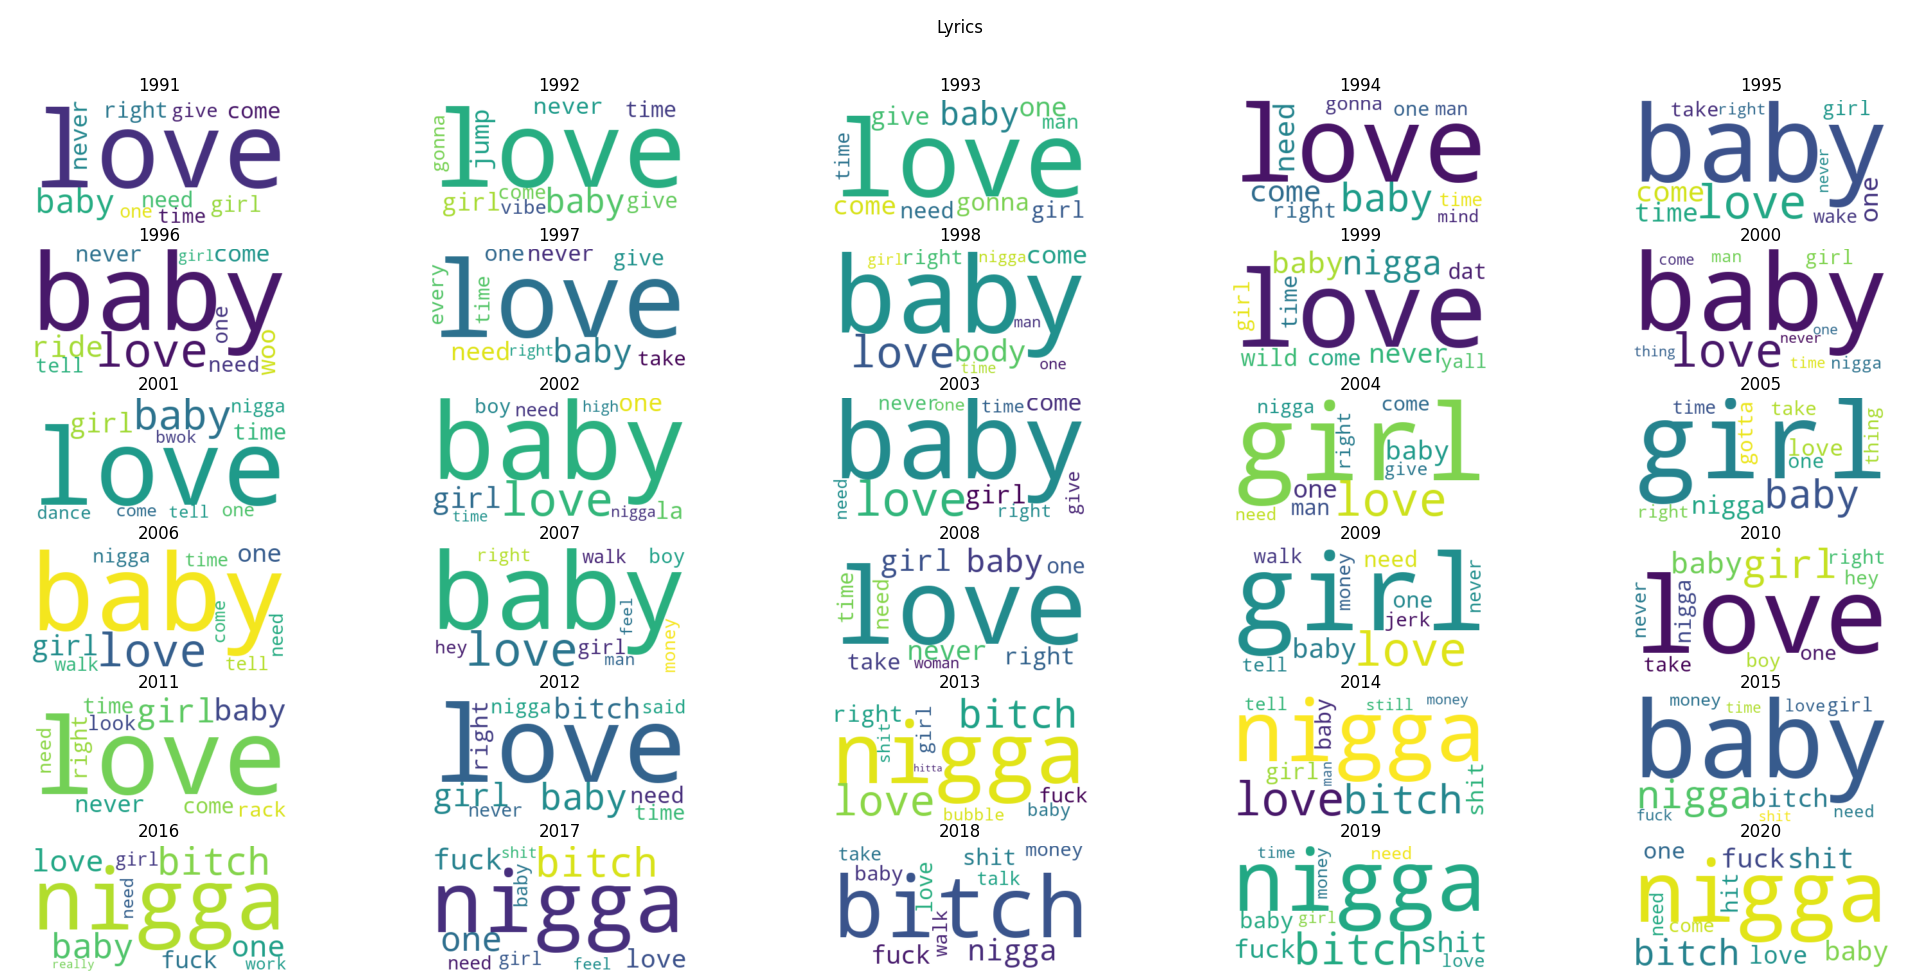 Lyrics
1991
never right give come
love
baby need girl
one time
1992
never time
gonna love jump
come
girl vibe baby give
1993
give baby one
man
time love
come need gonna girl
1994
gonna one man
need love
come baby time
right mind
1995
take right girl
baby
never
come love one
time wake
1996
never girl come
baby
one
ride love woo
tell need
1997
one never give
every love time
need right baby take
1998
girl right nigga come
baby
man
love body
time one
1999
baby nigga dat
girl love time
wild come never yall
2000
come man girl
baby
one
thing love never
time nigga
2001
girl baby nigga
bwok time
love
dance come tell one
2002
boy need high one
baby
girl love
time nigga la
2003
never one time come
baby
need love girl give
right
2004
nigga come
girl right
baby
give
one love
need man
2005
time take
girl gotta thing
love
one
right nigga baby
2006
nigga time one
baby
come need
girl love
walk tell
2007
right walk boy
baby
feel money
hey love girl
man
2008
girl baby one
time need love
never
take woman right
2009
walk money need
girl never
one
jerk
baby love
tell
2010
baby girl right
hey
never love nigga
one
take boy
2011
time girl baby
look
need love right
never come rack
2012
nigga bitch said
right love
girl baby need
never time
2013
right girl bitch
shit
nigga
hitta
love fuck
bubble baby
2014
tell still money
nigga baby
girl man
love bitch shit
2015
money time love girl
baby
nigga bitch
fuck shit need
2016
love girl bitch
nigga need
baby one
really fuck work
2017
fuck shit bitch
nigga baby
one
need girl feel love
2018
take shit money
baby love talk
bitch
walk
fuck nigga
2019
time money need
nigga
baby girl
fuck bitch shit
love
2020
one fuck shit
nigga hit
need come
bitch love baby